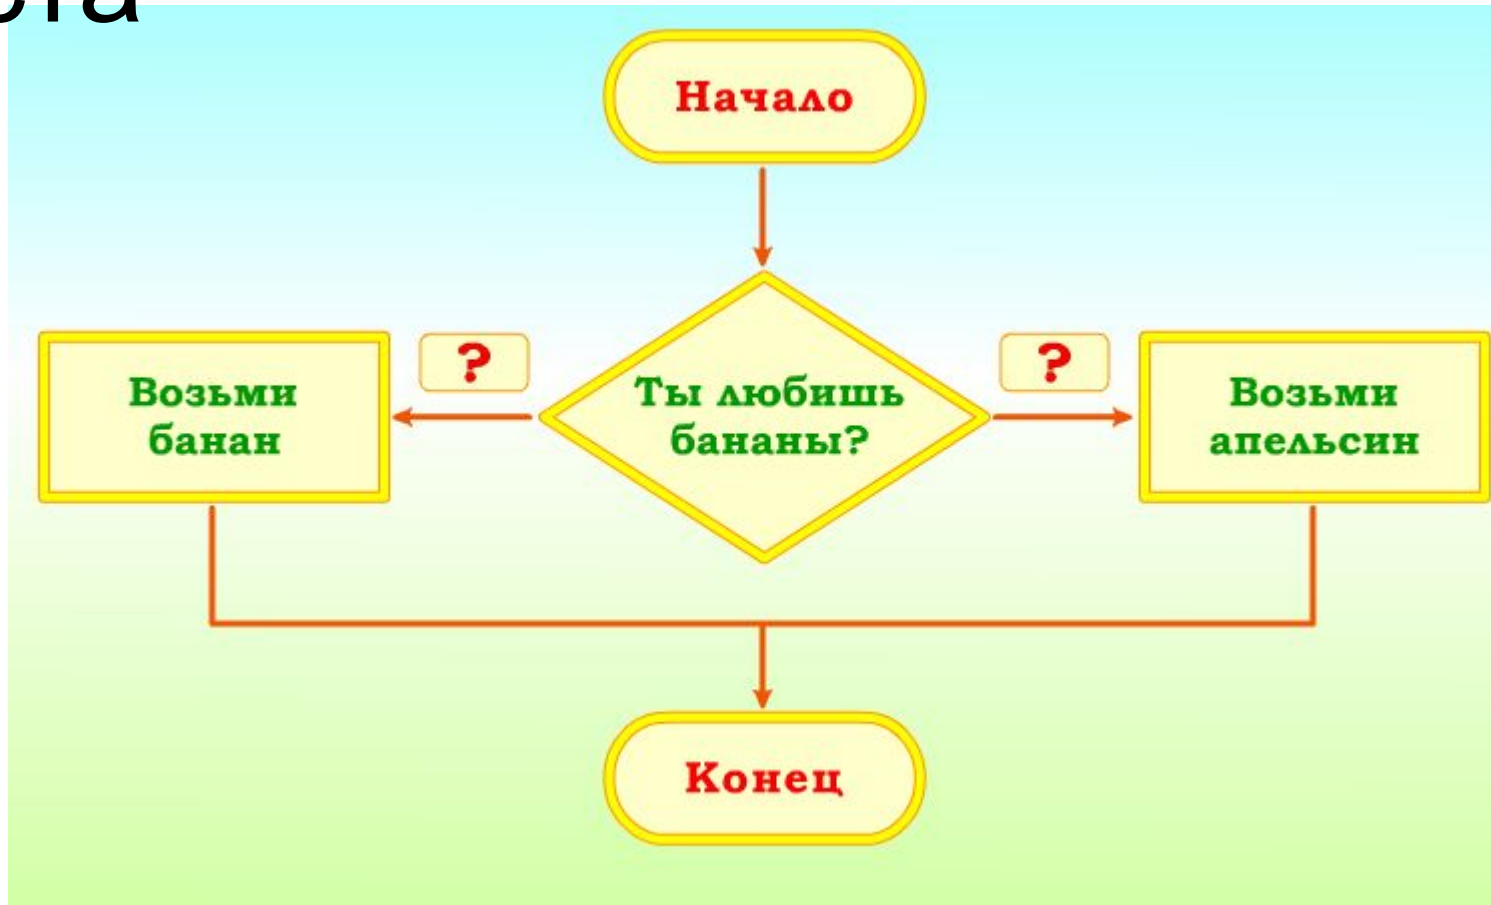 Начало
?
?
Возьми
банан
Ты любишь
бананы?
Возьми
апельсин
Конец